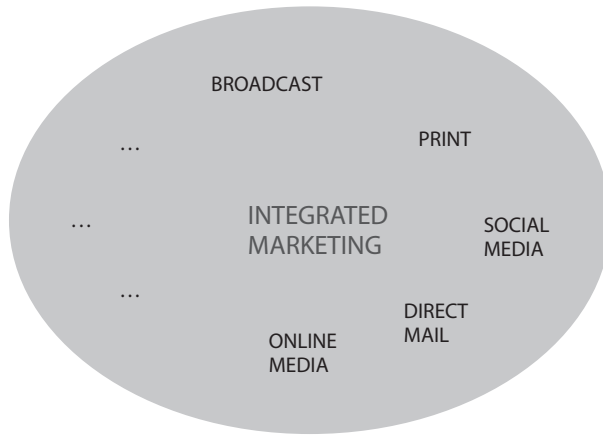 BROADCAST
...
PRINT
...
INTEGRATED
MARKETING
SOCIAL
MEDIA
...
DIRECT
MAIL
ONLINE
MEDIA